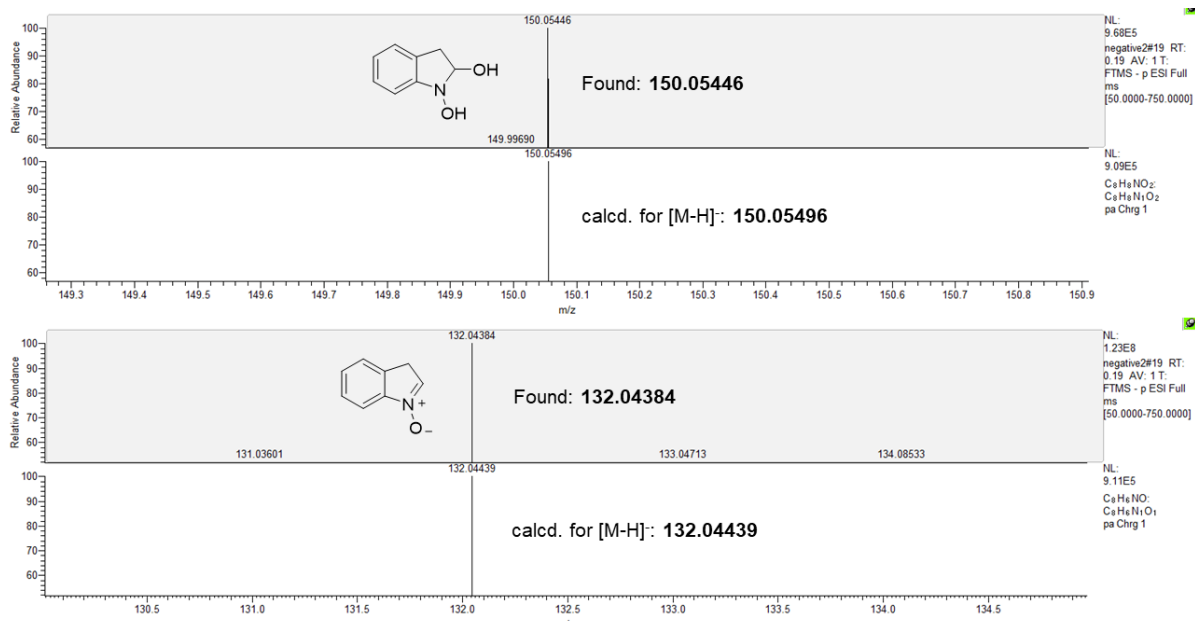 150.05446
100
90
80
70
60
Relative Abundance
OH
N
OH
Found: 150.05446
149.99690
NL:
9.68E5
negative2#19 RT:
0.19 AV: 1 T:
FTMS - p ESI Full
ms
[50.0000-750.0000]
150.05496
100
90
80
70
60
calcd. for [M-H]-: 150.05496
NL:
9.09E5
C8H8NO2:
C8H8N1O2
pa Chrg 1
149.3 149.4 149.5 149.6 149.7 149.8 149.9 150.0 150.1 150.2 150.3 150.4 150.5 150.6 150.7 150.8 150.9
m/z
132.04384
100
90
80
70
60
Relative Abundance
N+
O−
Found: 132.04384
131.03601 133.04713 134.08533
NL:
1.23E8
negative2#19 RT:
0.19 AV: 1 T:
FTMS - p ESI Full
ms
[50.0000-750.0000]
132.04439
100
90
80
70
60
calcd. for [M-H]-: 132.04439
NL:
9.11E5
C8H6NO:
C8H6N1O1
pa Chrg 1
130.5 131.0 131.5 132.0 132.5 133.0 133.5 134.0 134.5